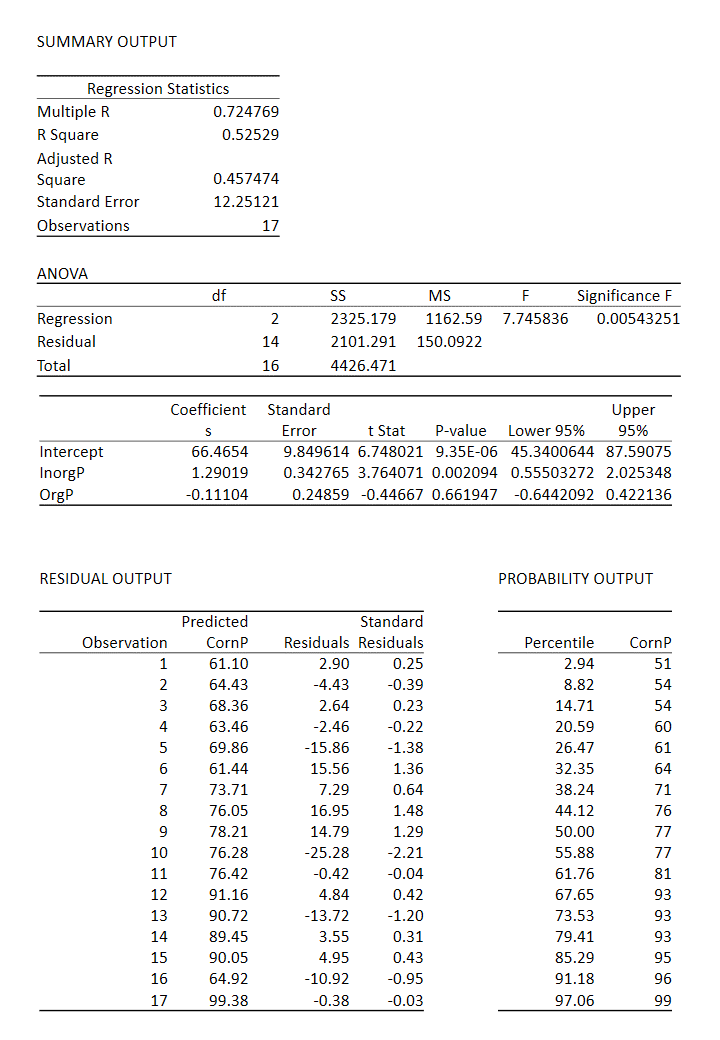 SUMMARY OUTPUT
Regression Statistics
Multiple R 0.724769
R Square 0.52529
Adjusted R
Square 0.457474
Standard Error 12.25121
Observations 17
ANOVA
df SS MS F Significance F
Regression 2 2325.179 1162.59 7.745836 0.00543251
Residual 14 2101.291 150.0922
Total 16 4426.471
Coefficient Standard Upper
s Error t Stat P-value Lower 95% 95%
Intercept 66.4654 9.849614 6.748021 9.35E-06 45.3400644 87.59075
InorgP 1.29019 0.342765 3.764071 0.002094 0.55503272 2.025348
OrgP -0.11104 0.24859 -0.44667 0.661947 -0.6442092 0.422136
RESIDUAL OUTPUT PROBABILITY OUTPUT
Predicted Standard
Observation CornP Residuals Residuals Percentile CornP
1 61.10 2.90 0.25 2.94 51
2 64.43 -4.43 -0.39 8.82 54
3 68.36 2.64 0.23 14.71 54
4 63.46 -2.46 -0.22 20.59 60
5 69.86 -15.86 -1.38 26.47 61
6 61.44 15.56 1.36 32.35 64
7 73.71 7.29 0.64 38.24 71
8 76.05 16.95 1.48 44.12 76
9 78.21 14.79 1.29 50.00 77
10 76.28 -25.28 -2.21 55.88 77
11 76.42 -0.42 -0.04 61.76 81
12 91.16 4.84 0.42 67.65 93
13 90.72 -13.72 -1.20 73.53 93
14 89.45 3.55 0.31 79.41 93
15 90.05 4.95 0.43 85.29 95
16 64.92 -10.92 -0.95 91.18 96
17 99.38 -0.38 -0.03 97.06 99